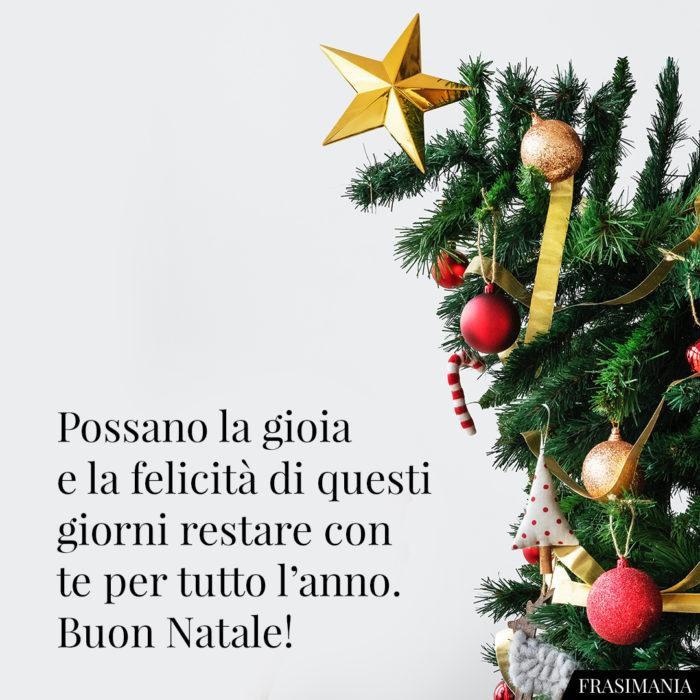 Possano la gioia
e la felicità di questi
giorni restare con
te per tutto l’anno.
Buon Natale!
FRASIMANIA